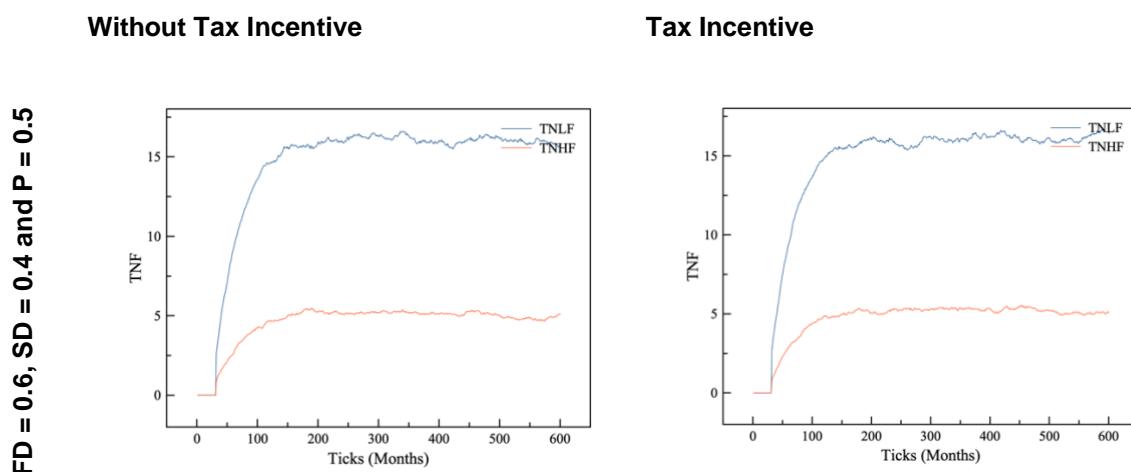 Without Tax Incentive
Tax Incentive
FD = 0.6, SD = 0.4 and P = 0.5
TNF
15
10
5
0
0 100 200 300 400 500 600
Ticks (Months)
TNLF
TNHF
TNF
15
10
5
0
0 100 200 300 400 500 600
Ticks (Months)
TNLF
TNHF